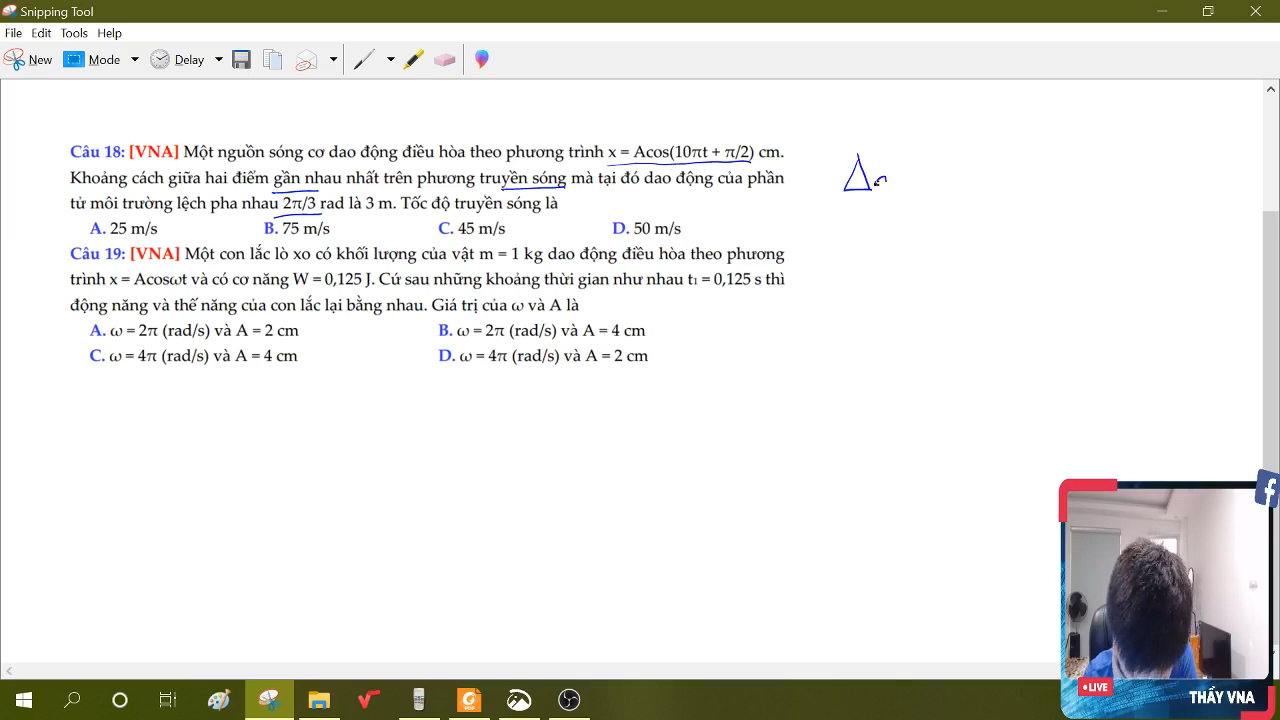 Snipping Tool
File Edit Tools Help
New Mode Delay
Câu 18: [VNA] Một nguồn sóng cơ dao động điều hòa theo phương trình x = Acos(10πt + π/2) cm.
Khoảng cách giữa hai điểm gần nhau nhất trên phương truyền sóng mà tại đó dao động của phần
tử môi trường lệch pha nhau 2π/3 rad là 3 m. Tốc độ truyền sóng là
A. 25 m/s B. 75 m/s C. 45 m/s D. 50 m/s
Câu 19: [VNA] Một con lắc lò xo có khối lượng của vật m = 1 kg dao động điều hòa theo phương
trình x = Acosωt và có cơ năng W = 0,125 J. Cứ sau những khoảng thời gian như nhau t₁ = 0,125 s thì
động năng và thế năng của con lắc lại bằng nhau. Giá trị của ω và A là
A. ω = 2π (rad/s) và A = 2 cm B. ω = 2π (rad/s) và A = 4 cm
C. ω = 4π (rad/s) và A = 4 cm D. ω = 4π (rad/s) và A = 2 cm
Δ
LIVE THẦY VNA